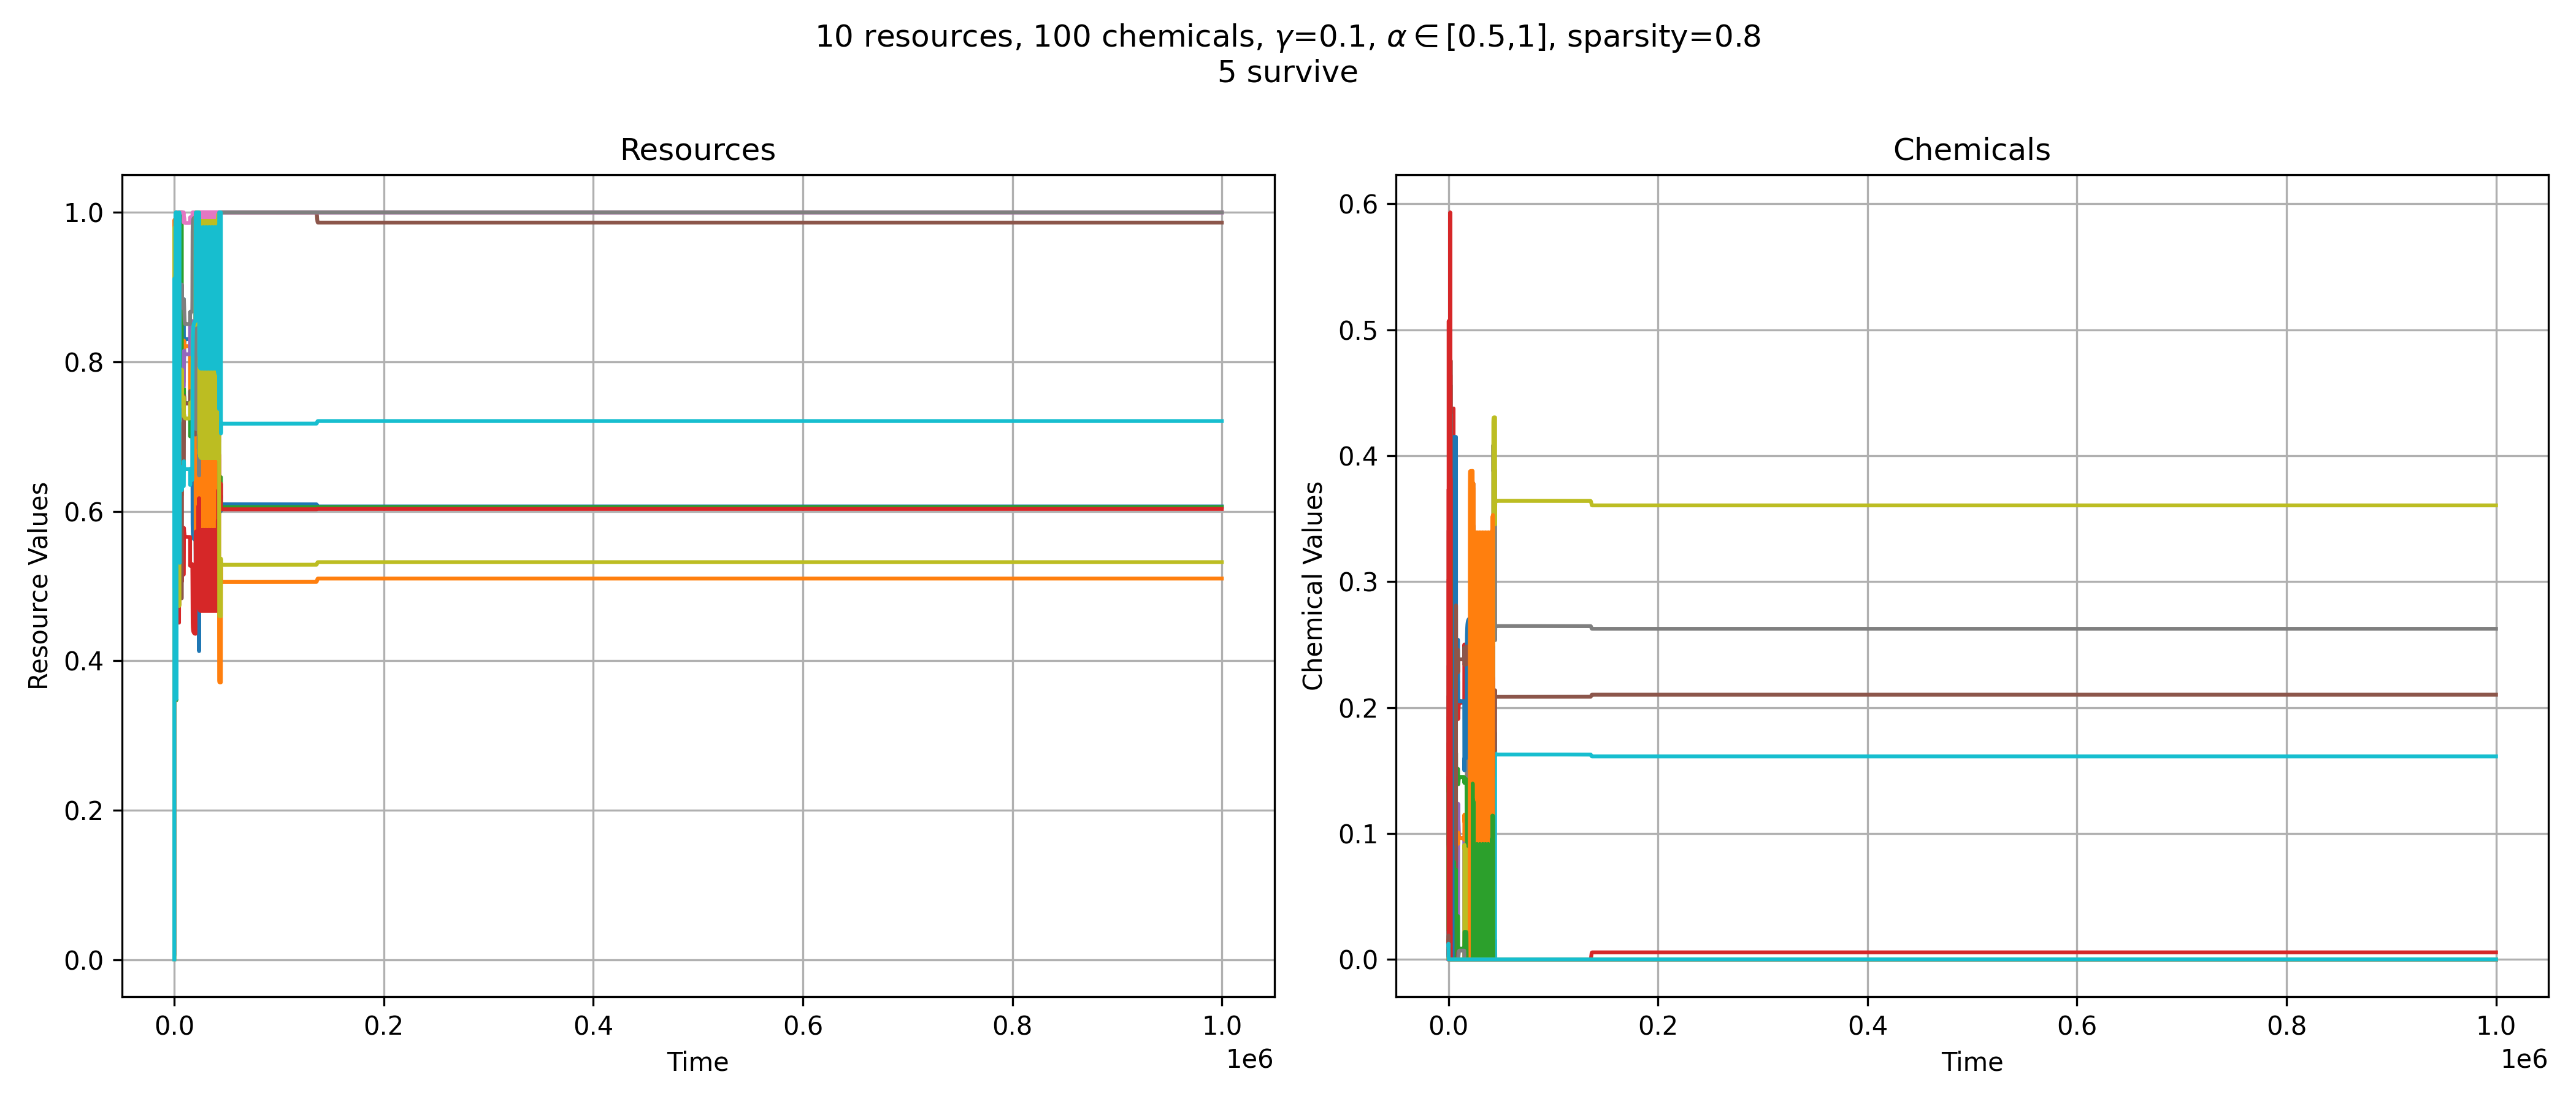 10 resources, 100 chemicals, γ=0.1, α ∈ [0.5,1], sparsity=0.8
5 survive
Resources
Resource Values
1.0
0.8
0.6
0.4
0.2
0.0
0.0 0.2 0.4 0.6 0.8 1.0
1e6
Time
Chemicals
Chemical Values
0.6
0.5
0.4
0.3
0.2
0.1
0.0
0.0 0.2 0.4 0.6 0.8 1.0
1e6
Time